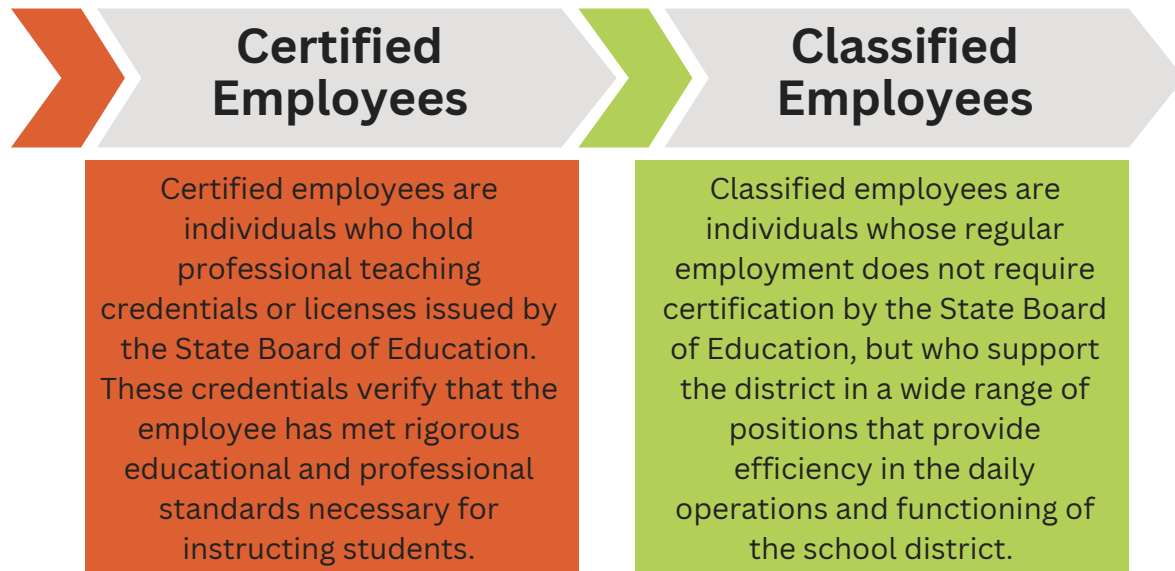 Certified
Employees
Certified employees are
individuals who hold
professional teaching
credentials or licenses issued by
the State Board of Education.
These credentials verify that the
employee has met rigorous
educational and professional
standards necessary for
instructing students.
Classified
Employees
Classified employees are
individuals whose regular
employment does not require
certification by the State Board
of Education, but who support
the district in a wide range of
positions that provide
efficiency in the daily
operations and functioning of
the school district.